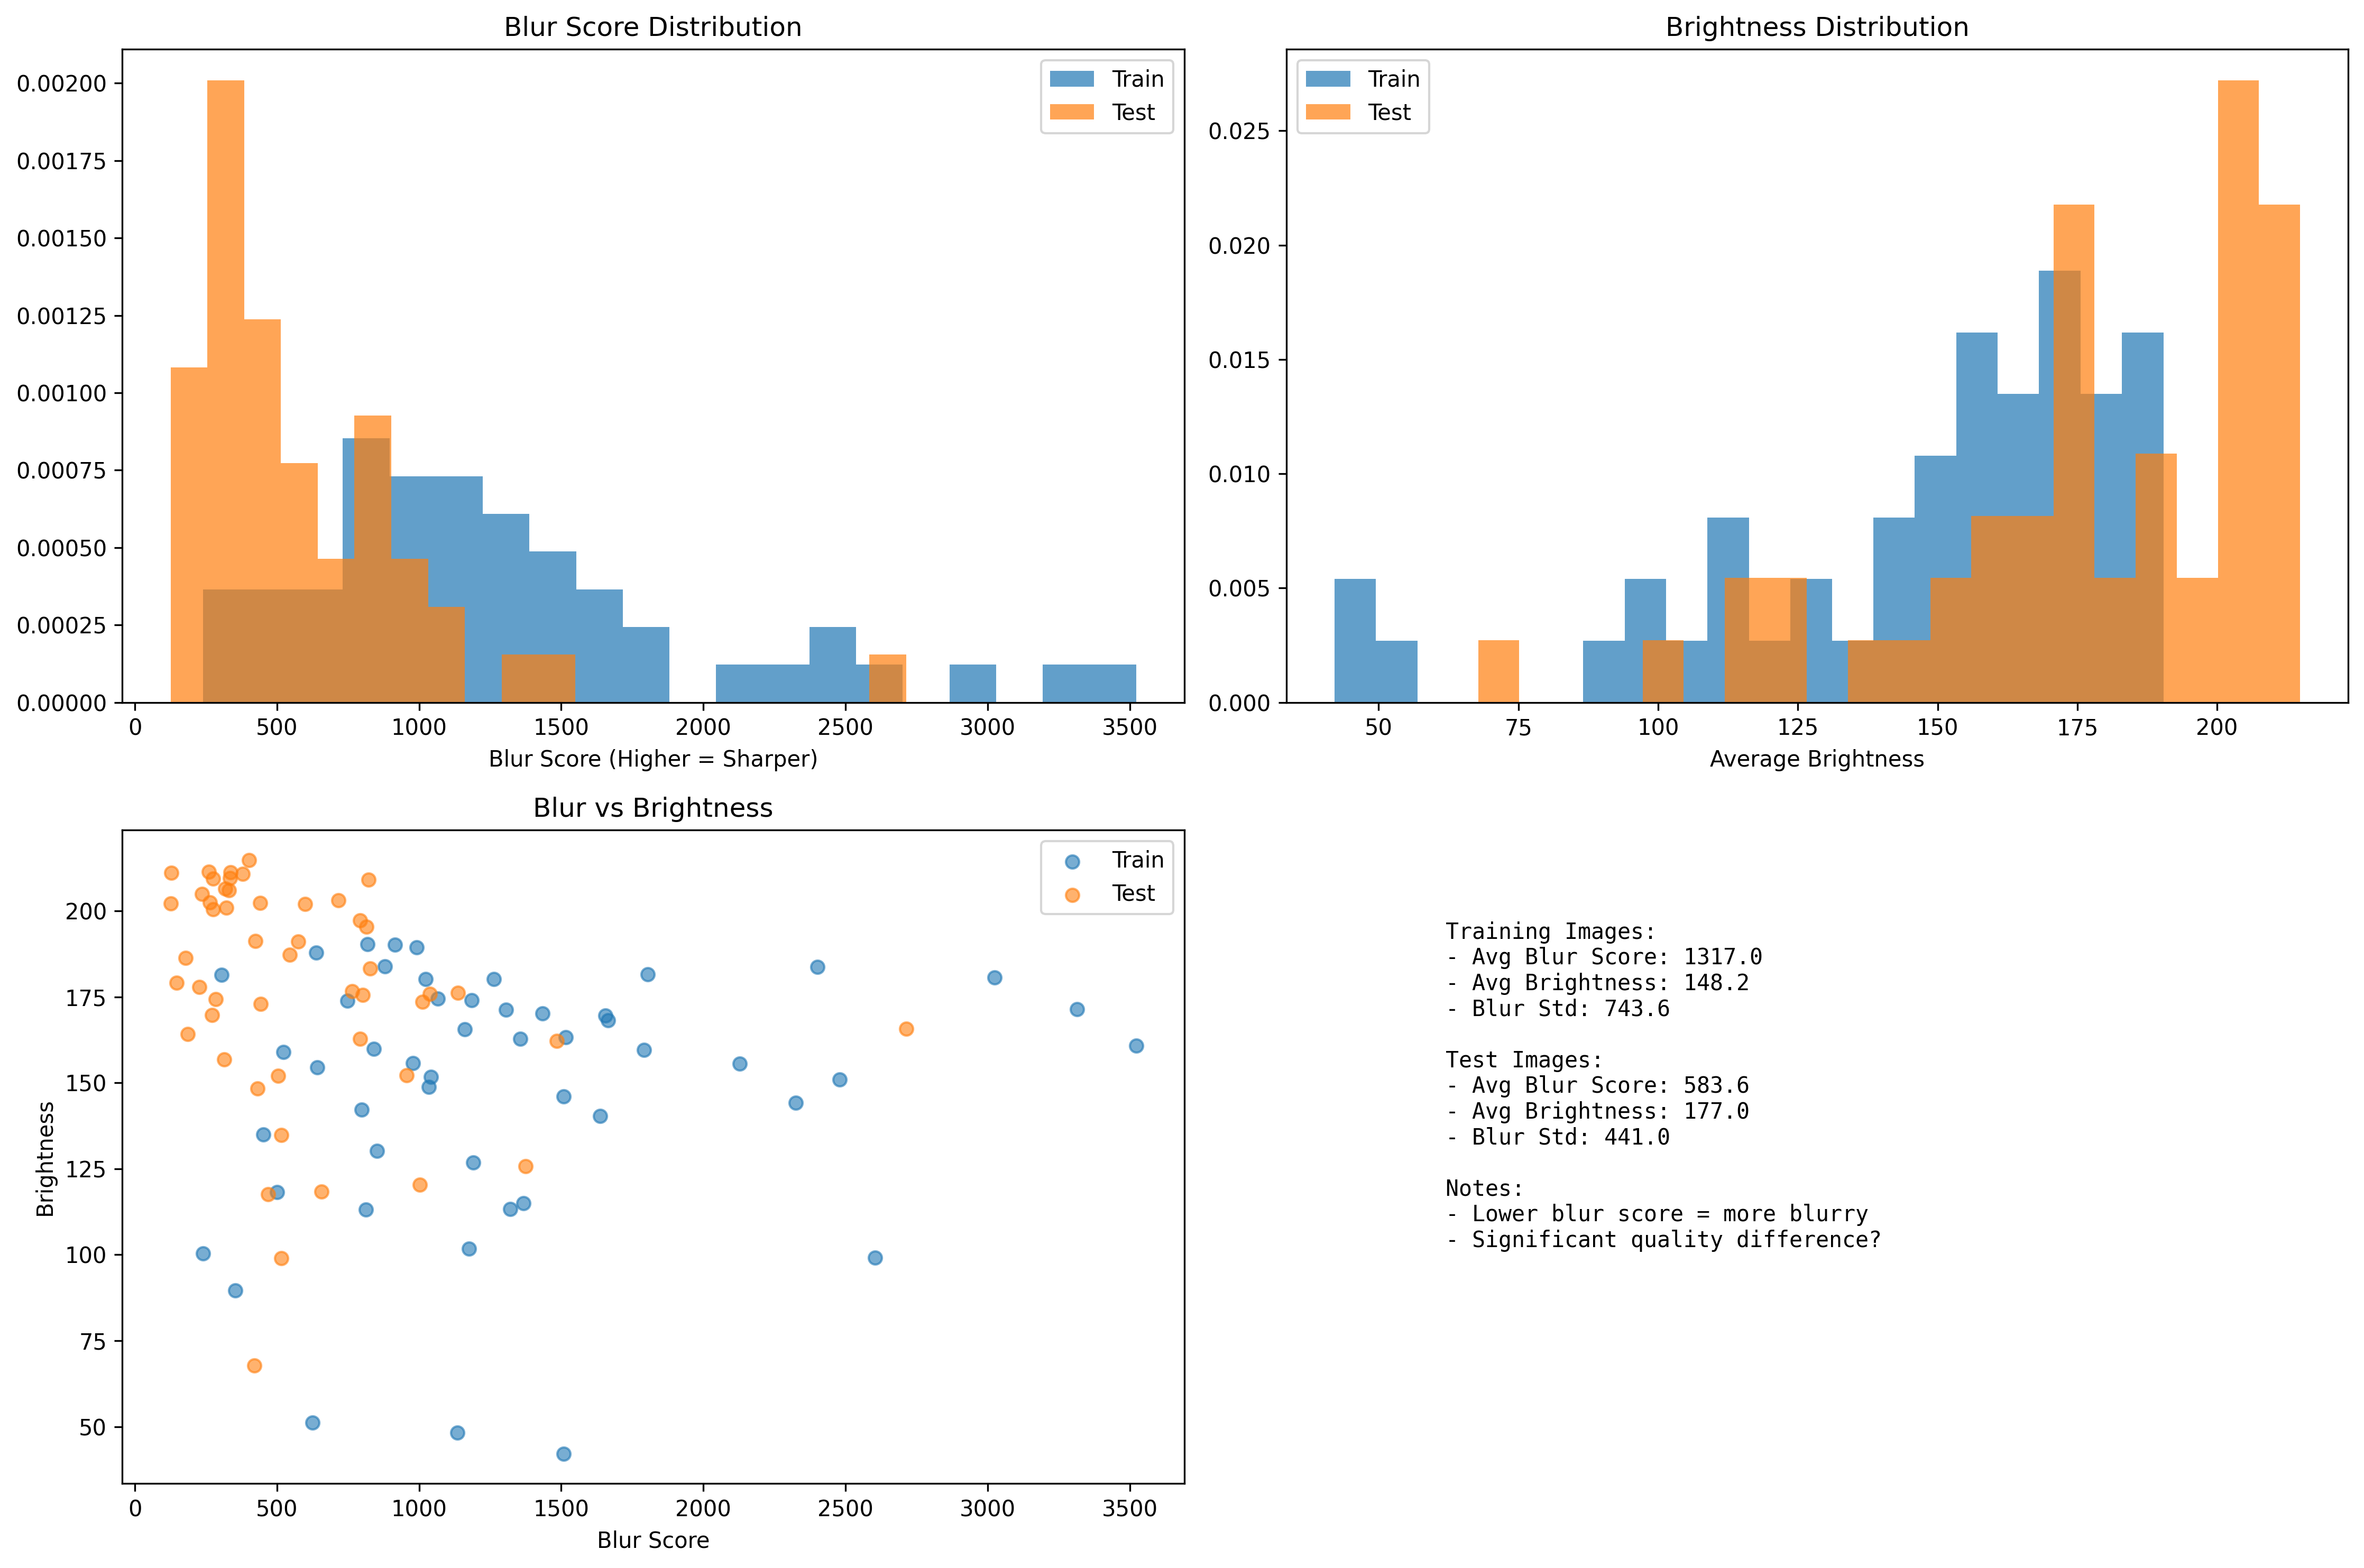 Blur Score Distribution
0.00200
0.00175
0.00150
0.00125
0.00100
0.00075
0.00050
0.00025
0.00000
0 500 1000 1500 2000 2500 3000 3500
Blur Score (Higher = Sharper)
Train
Test
Brightness Distribution
Train
Test
0.025
0.020
0.015
0.010
0.005
0.000
50 75 100 125 150 175 200
Average Brightness
Blur vs Brightness
Train
Test
Brightness
200
175
150
125
100
75
50
0 500 1000 1500 2000 2500 3000 3500
Blur Score
Training Images:
- Avg Blur Score: 1317.0
- Avg Brightness: 148.2
- Blur Std: 743.6
Test Images:
- Avg Blur Score: 583.6
- Avg Brightness: 177.0
- Blur Std: 441.0
Notes:
- Lower blur score = more blurry
- Significant quality difference?